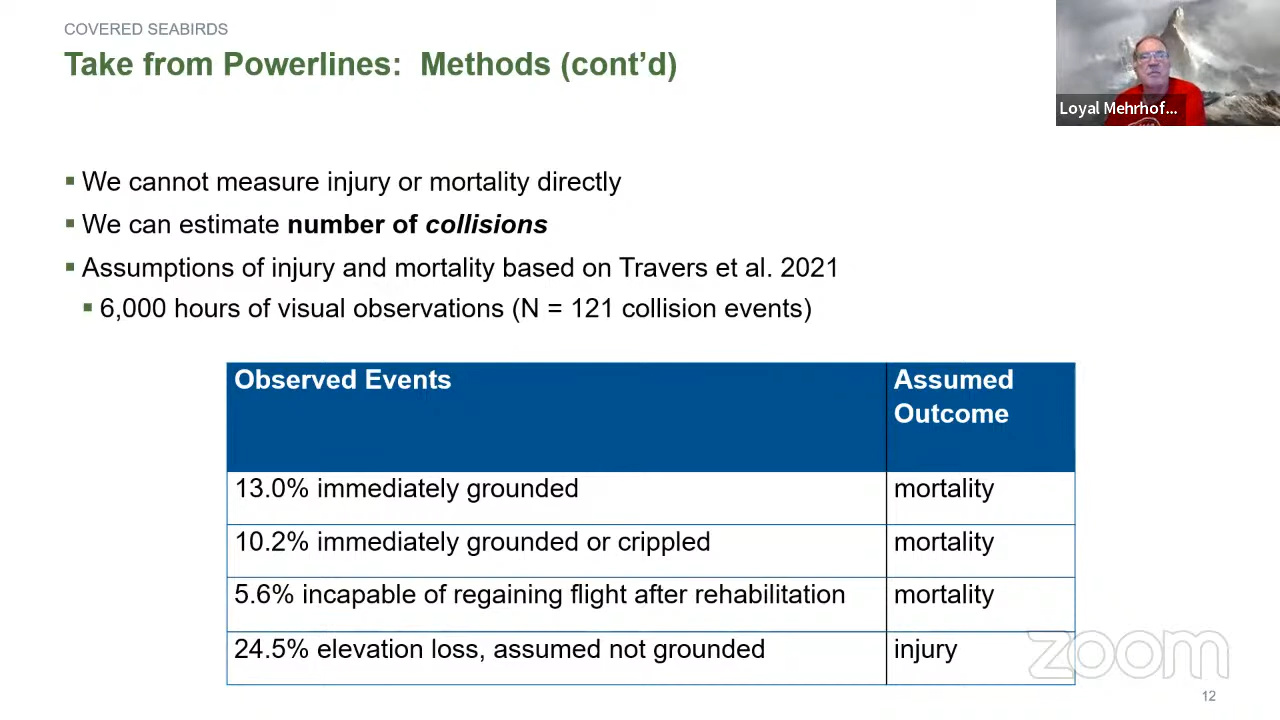 COVERED SEABIRDS
Take from Powerlines: Methods (cont’d)
Loyal Mehrhof...
We cannot measure injury or mortality directly
We can estimate number of collisions
Assumptions of injury and mortality based on Travers et al. 2021
6,000 hours of visual observations (N = 121 collision events)
Observed Events
Assumed
Outcome
13.0% immediately grounded
mortality
10.2% immediately grounded or crippled
mortality
5.6% incapable of regaining flight after rehabilitation
mortality
24.5% elevation loss, assumed not grounded
injury
zoom
12